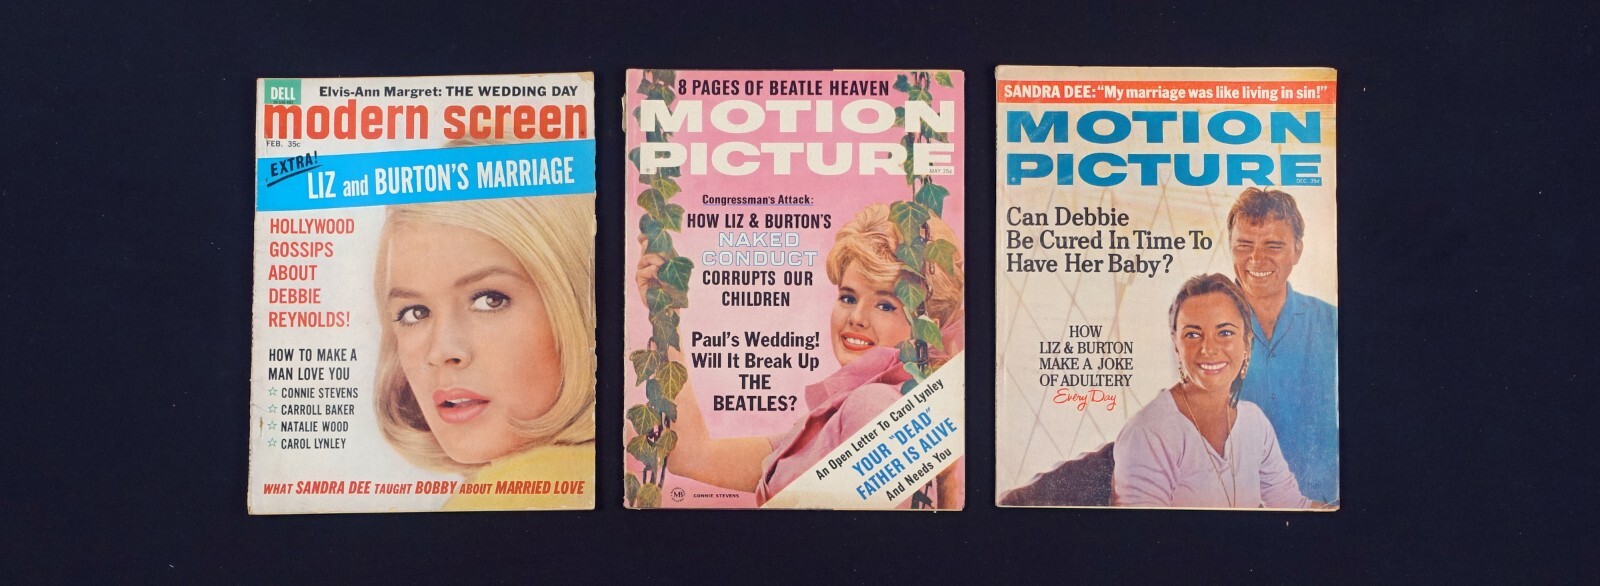 DELL
Elvis-Ann Margret: THE WEDDING DAY
modern screen
FEB. 35c
EXTRA!
LIZ and BURTON'S MARRIAGE
HOLLYWOOD
GOSSIPS
ABOUT
DEBBIE
REYNOLDS!
HOW TO MAKE A
MAN LOVE YOU
☆ CONNIE STEVENS
☆ CARROLL BAKER
☆ NATALIE WOOD
☆ CAROL LYNLEY
WHAT SANDRA DEE TAUGHT BOBBY ABOUT MARRIED LOVE
8 PAGES OF BEATLE HEAVEN
MOTION
PICTURE
MAY 35c
Congressman's Attack:
HOW LIZ & BURTON'S
NAKED
CONDUCT
CORRUPTS OUR
CHILDREN
Paul's Wedding!
Will It Break Up
THE
BEATLES?
An Open Letter To Carol Lynley
YOUR "DEAD"
FATHER IS ALIVE
And Needs You
MB
CONNIE STEVENS
SANDRA DEE: "My marriage was like living in sin!"
MOTION
PICTURE
DEC. 35c
Can Debbie
Be Cured In Time To
Have Her Baby?
HOW
LIZ & BURTON
MAKE A JOKE
OF ADULTERY
Every Day